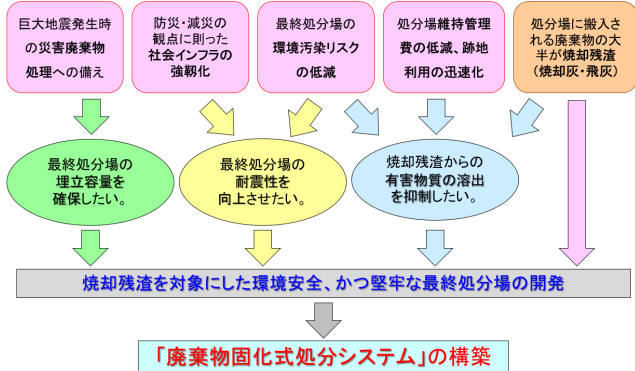 巨大地震発生時
の災害廃棄物
処理への備え
防災・減災の
観点に則った
社会インフラの
強靱化
最終処分場の
環境汚染リスク
の低減
処分場維持管理
費の低減、跡地
利用の迅速化
処分場に搬入さ
れる廃棄物の大
半が焼却残渣
(焼却灰・飛灰)
最終処分場の
埋立容量を
確保したい。
最終処分場の
耐震性を
向上させたい。
焼却残渣からの
有害物質の溶出
を抑制したい。
焼却残渣を対象にした環境安全、かつ堅牢な最終処分場の開発
「廃棄物固化式処分システム」の構築